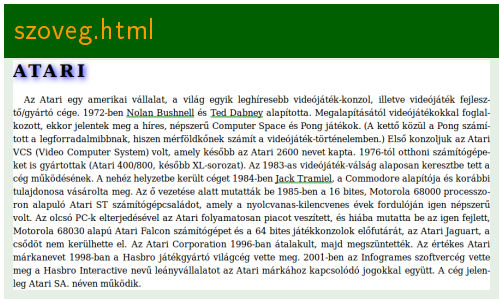 szoveg.html
ATARI
Az Atari egy amerikai vállalat, a világ egyik leghíresebb videójáték-konzol, illetve videójáték fejlesz-
tő/gyártó cége. 1972-ben Nolan Bushnell és Ted Dabney alapította. Megalapításától videójátékokkal foglal-
kozott, ekkor jelentek meg a híres, népszerű Computer Space és Pong játékok. (A kettő közül a Pong számí-
tott a legforradalmibbnak, hiszen mérföldkőnek számít a videójáték-történelemben.) Első konzoljuk az Atari
VCS (Video Computer System) volt, amely később az Atari 2600 nevet kapta. 1976-tól otthoni számítógépe-
ket is gyártottak (Atari 400/800, később XL-sorozat). Az 1983-as videójáték-válság alaposan keresztbe tett a
cég működésének. A nehéz helyzetbe került céget 1984-ben Jack Tramiel, a Commodore alapítója és korábbi
tulajdonosa vásárolta meg. Az ő vezetése alatt mutatták be 1985-ben a 16 bites, Motorola 68000 processzo-
ron alapuló Atari ST számítógépcsaládot, amely a nyolcvanas-kilencvenes évek fordulóján igen népszerű
volt. Az olcsó PC-k elterjedésével az Atari folyamatosan piacot veszített, és hiába mutatta be az igen fejlett,
Motorola 68030 alapú Atari Falcon számítógépet és a 64 bites játékkonzolok előfutárát, az Atari Jaguart, a
csődöt nem kerülhette el. Az Atari Corporation 1996-ban átalakult, majd megszüntették. Az értékes Atari
márkanevet 1998-ban a Hasbro játékgyártó világcég vette meg. 2001-ben az Infogrames szoftvercég vette
meg a Hasbro Interactive nevű leányvállalatot az Atari márkához kapcsolódó jogokkal együtt. A cég jelen-
leg Atari SA. néven működik.